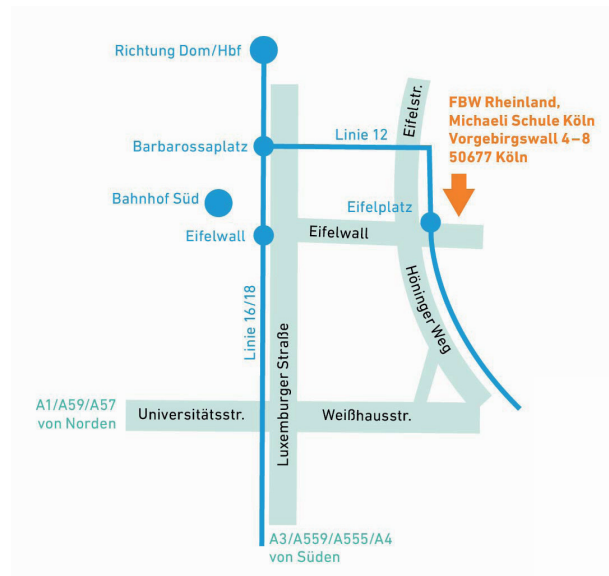 Richtung Dom/Hbf
Eifelstr.
FBW Rheinland,
Michaeli Schule Köln
Vorgebirgswall 4–8
50677 Köln
Linie 12
Barbarossaplatz
Bahnhof Süd
Eifelplatz
Eifelwall
Eifelwall
Höninger Weg
Linie 16/18
Luxemburger Straße
A1/A59/A57
von Norden
Universitätsstr.
Weißhausstr.
A3/A559/A555/A4
von Süden